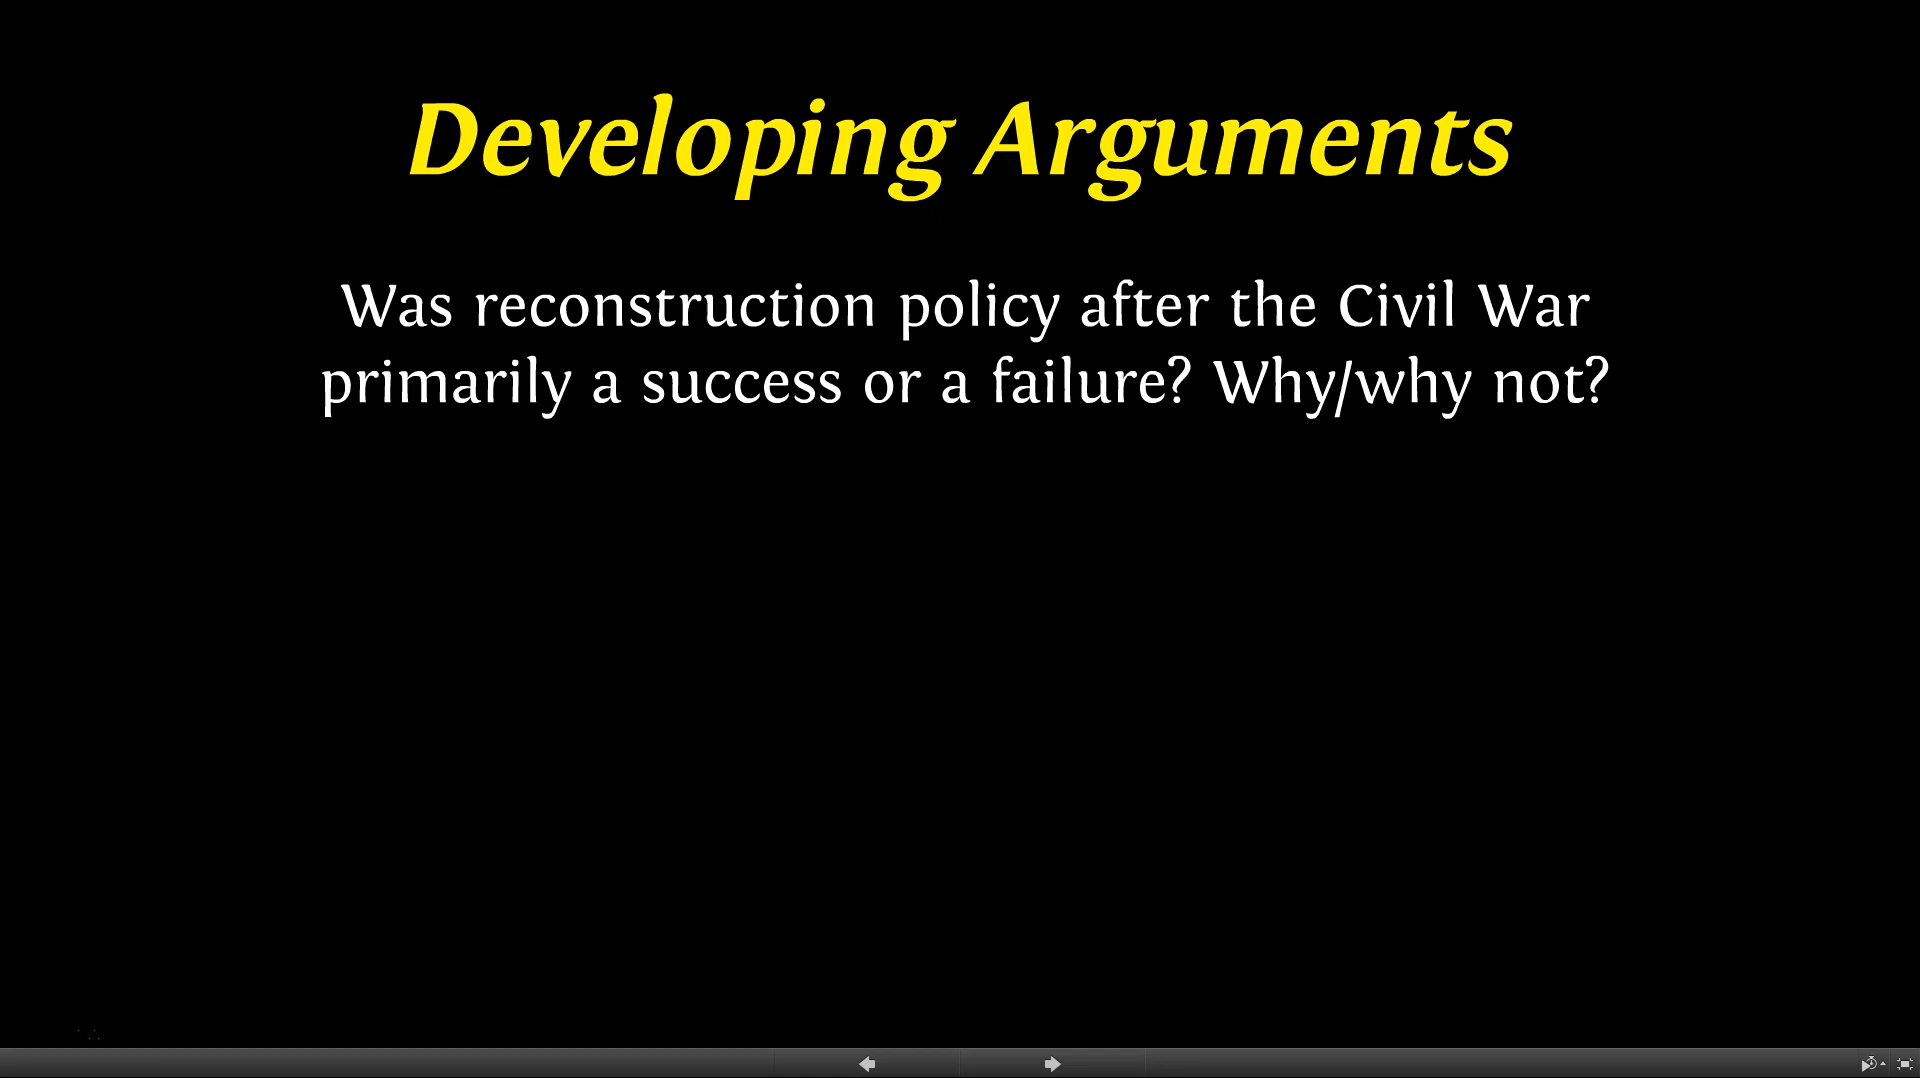 Developing Arguments
Was reconstruction policy after the Civil War
primarily a success or a failure? Why/why not?